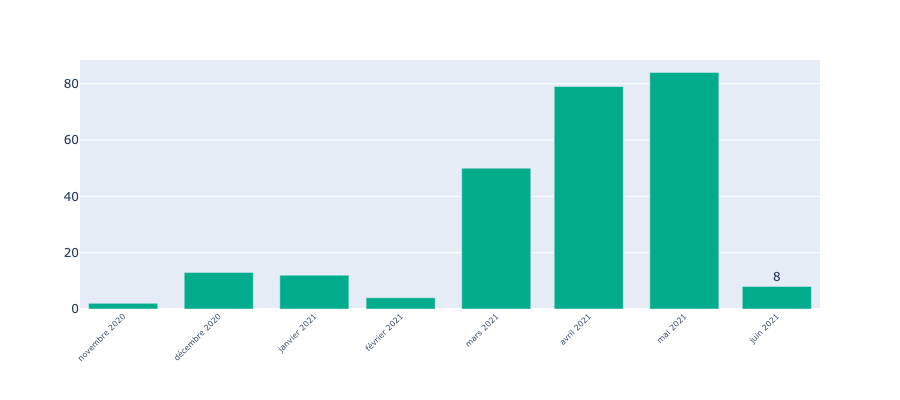 80
60
40
20
0
8
novembre 2020
décembre 2020
janvier 2021
février 2021
mars 2021
avril 2021
mai 2021
juin 2021